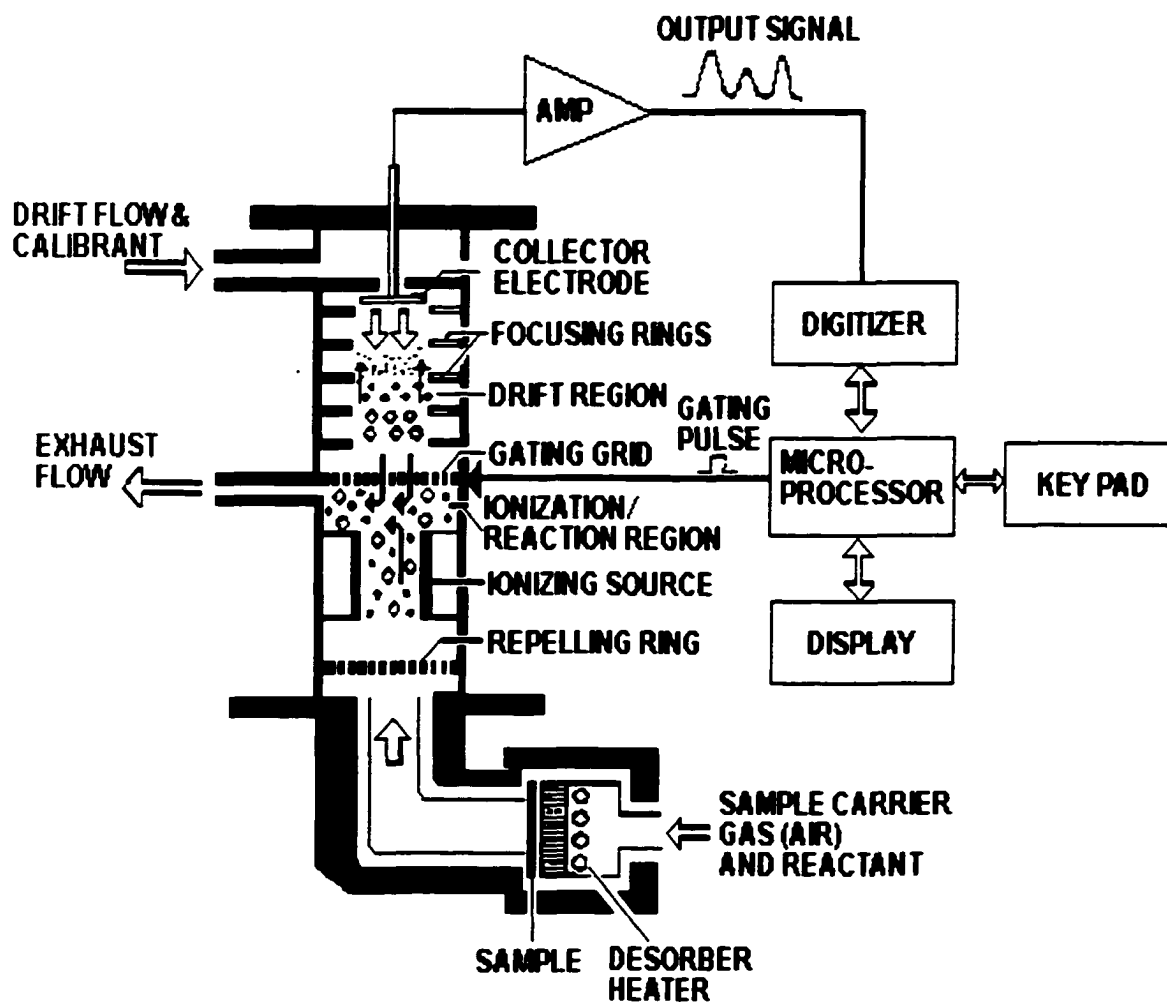 OUTPUT SIGNAL
AMP
DRIFT FLOW &
CALIBRANT
COLLECTOR
ELECTRODE
FOCUSING RINGS
DIGITIZER
DRIFT REGION
GATING
PULSE
EXHAUST
FLOW
GATING GRID
MICRO-
PROCESSOR
KEY PAD
IONIZATION/
REACTION REGION
IONIZING SOURCE
DISPLAY
REPELLING RING
SAMPLE CARRIER
GAS (AIR)
AND REACTANT
SAMPLE
DESORBER
HEATER